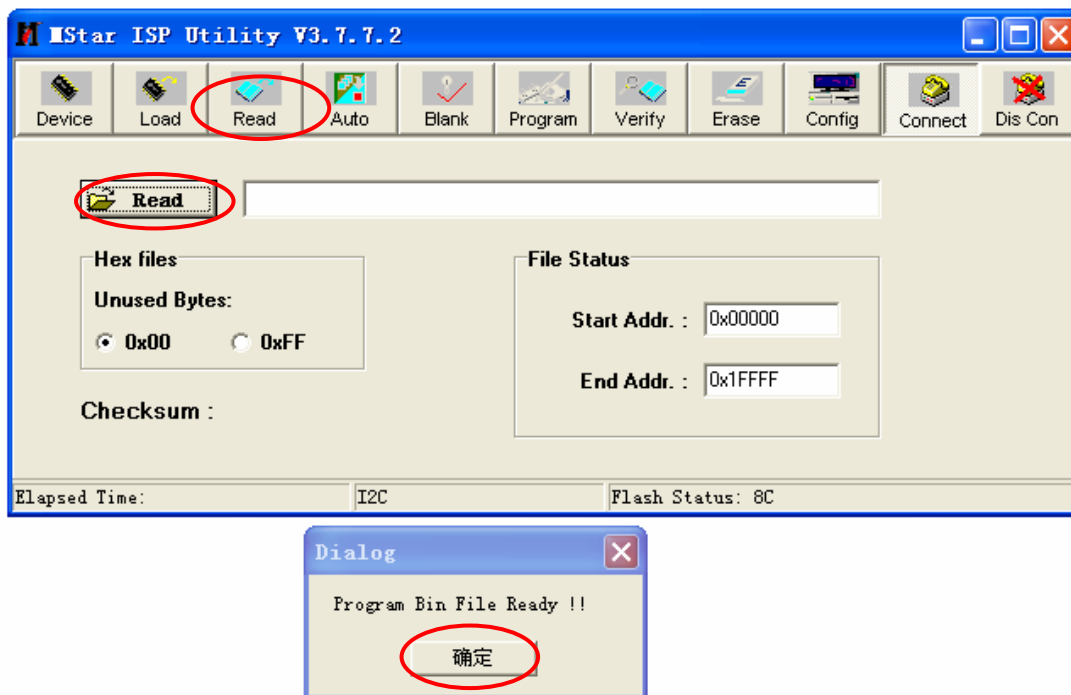 MStar ISP Utility V3.7.7.2
Device Load Read Auto Blank Program Verify Erase Config Connect Dis Con
Read
Hex files
Unused Bytes:
0x00 0xFF
Checksum :
File Status
Start Addr. : 0x00000
End Addr. : 0x1FFFF
Elapsed Time: I2C Flash Status: 8C
Dialog
Program Bin File Ready !!
确定